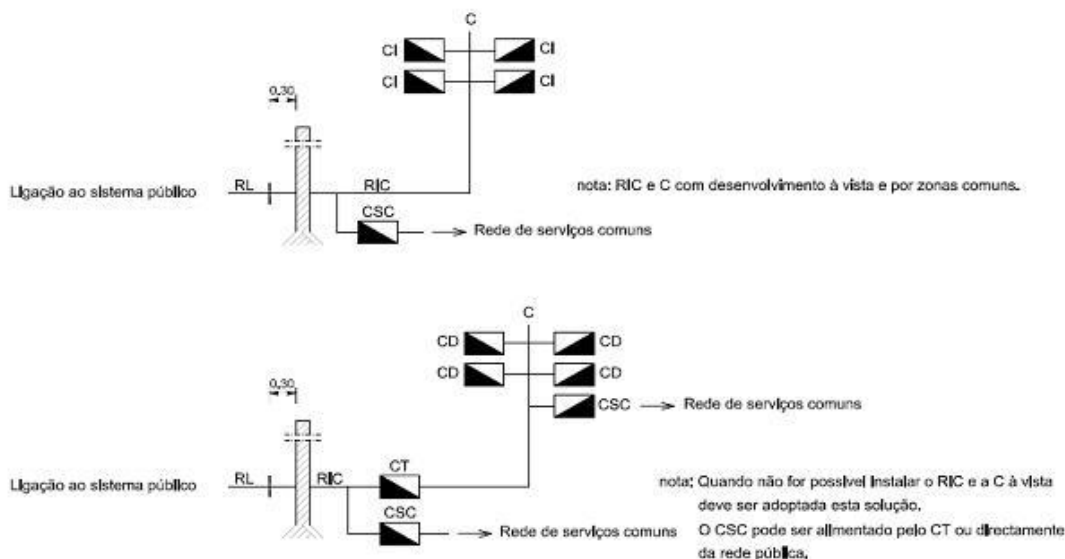 C
CI CI
CI CI
0,30
Ligação ao sistema público RL RIC
nota: RIC e C com desenvolvimento à vista e por zonas comuns.
CSC
Rede de serviços comuns
C
CD CD
CD CD
0,30
CSC Rede de serviços comuns
CT
Ligação ao sistema público RL RIC
nota: Quando não for possível instalar o RIC e a C à vista
deve ser adoptada esta solução.
CSC
Rede de serviços comuns
O CSC pode ser alimentado pelo CT ou directamente
da rede pública.